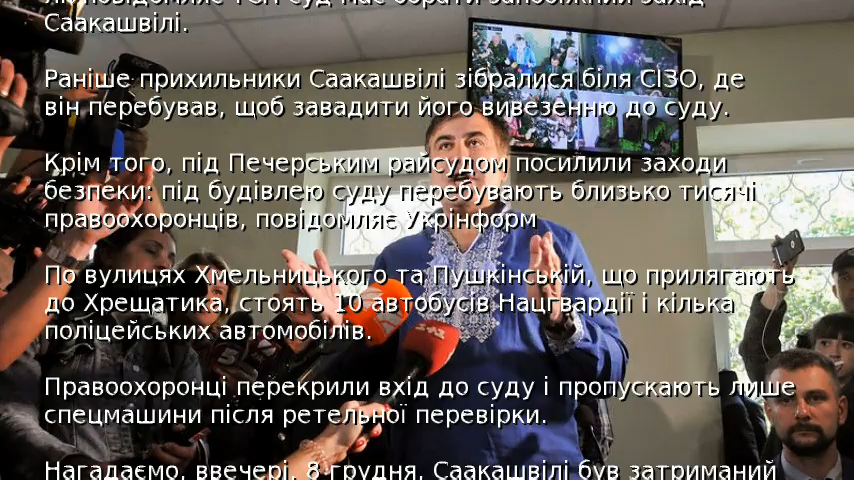 Саакашвілі.
Раніше прихильники Саакашвілі зібралися біля СІЗО, де
він перебував, щоб завадити його вивезенню до суду.
Крім того, під Печерським райсудом посилили заходи
безпеки: під будівлею суду перебувають близько тисячі
правоохоронців, повідомляє Укрінформ
По вулицях Хмельницького та Пушкінській, що прилягають
до Хрещатика, стоять 10 автобусів Нацгвардії і кілька
поліцейських автомобілів.
Правоохоронці перекрили вхід до суду і пропускають лише
спецмашини після ретельної перевірки.
Нагадаємо, ввечері, 8 грудня, Саакашвілі був затриманий